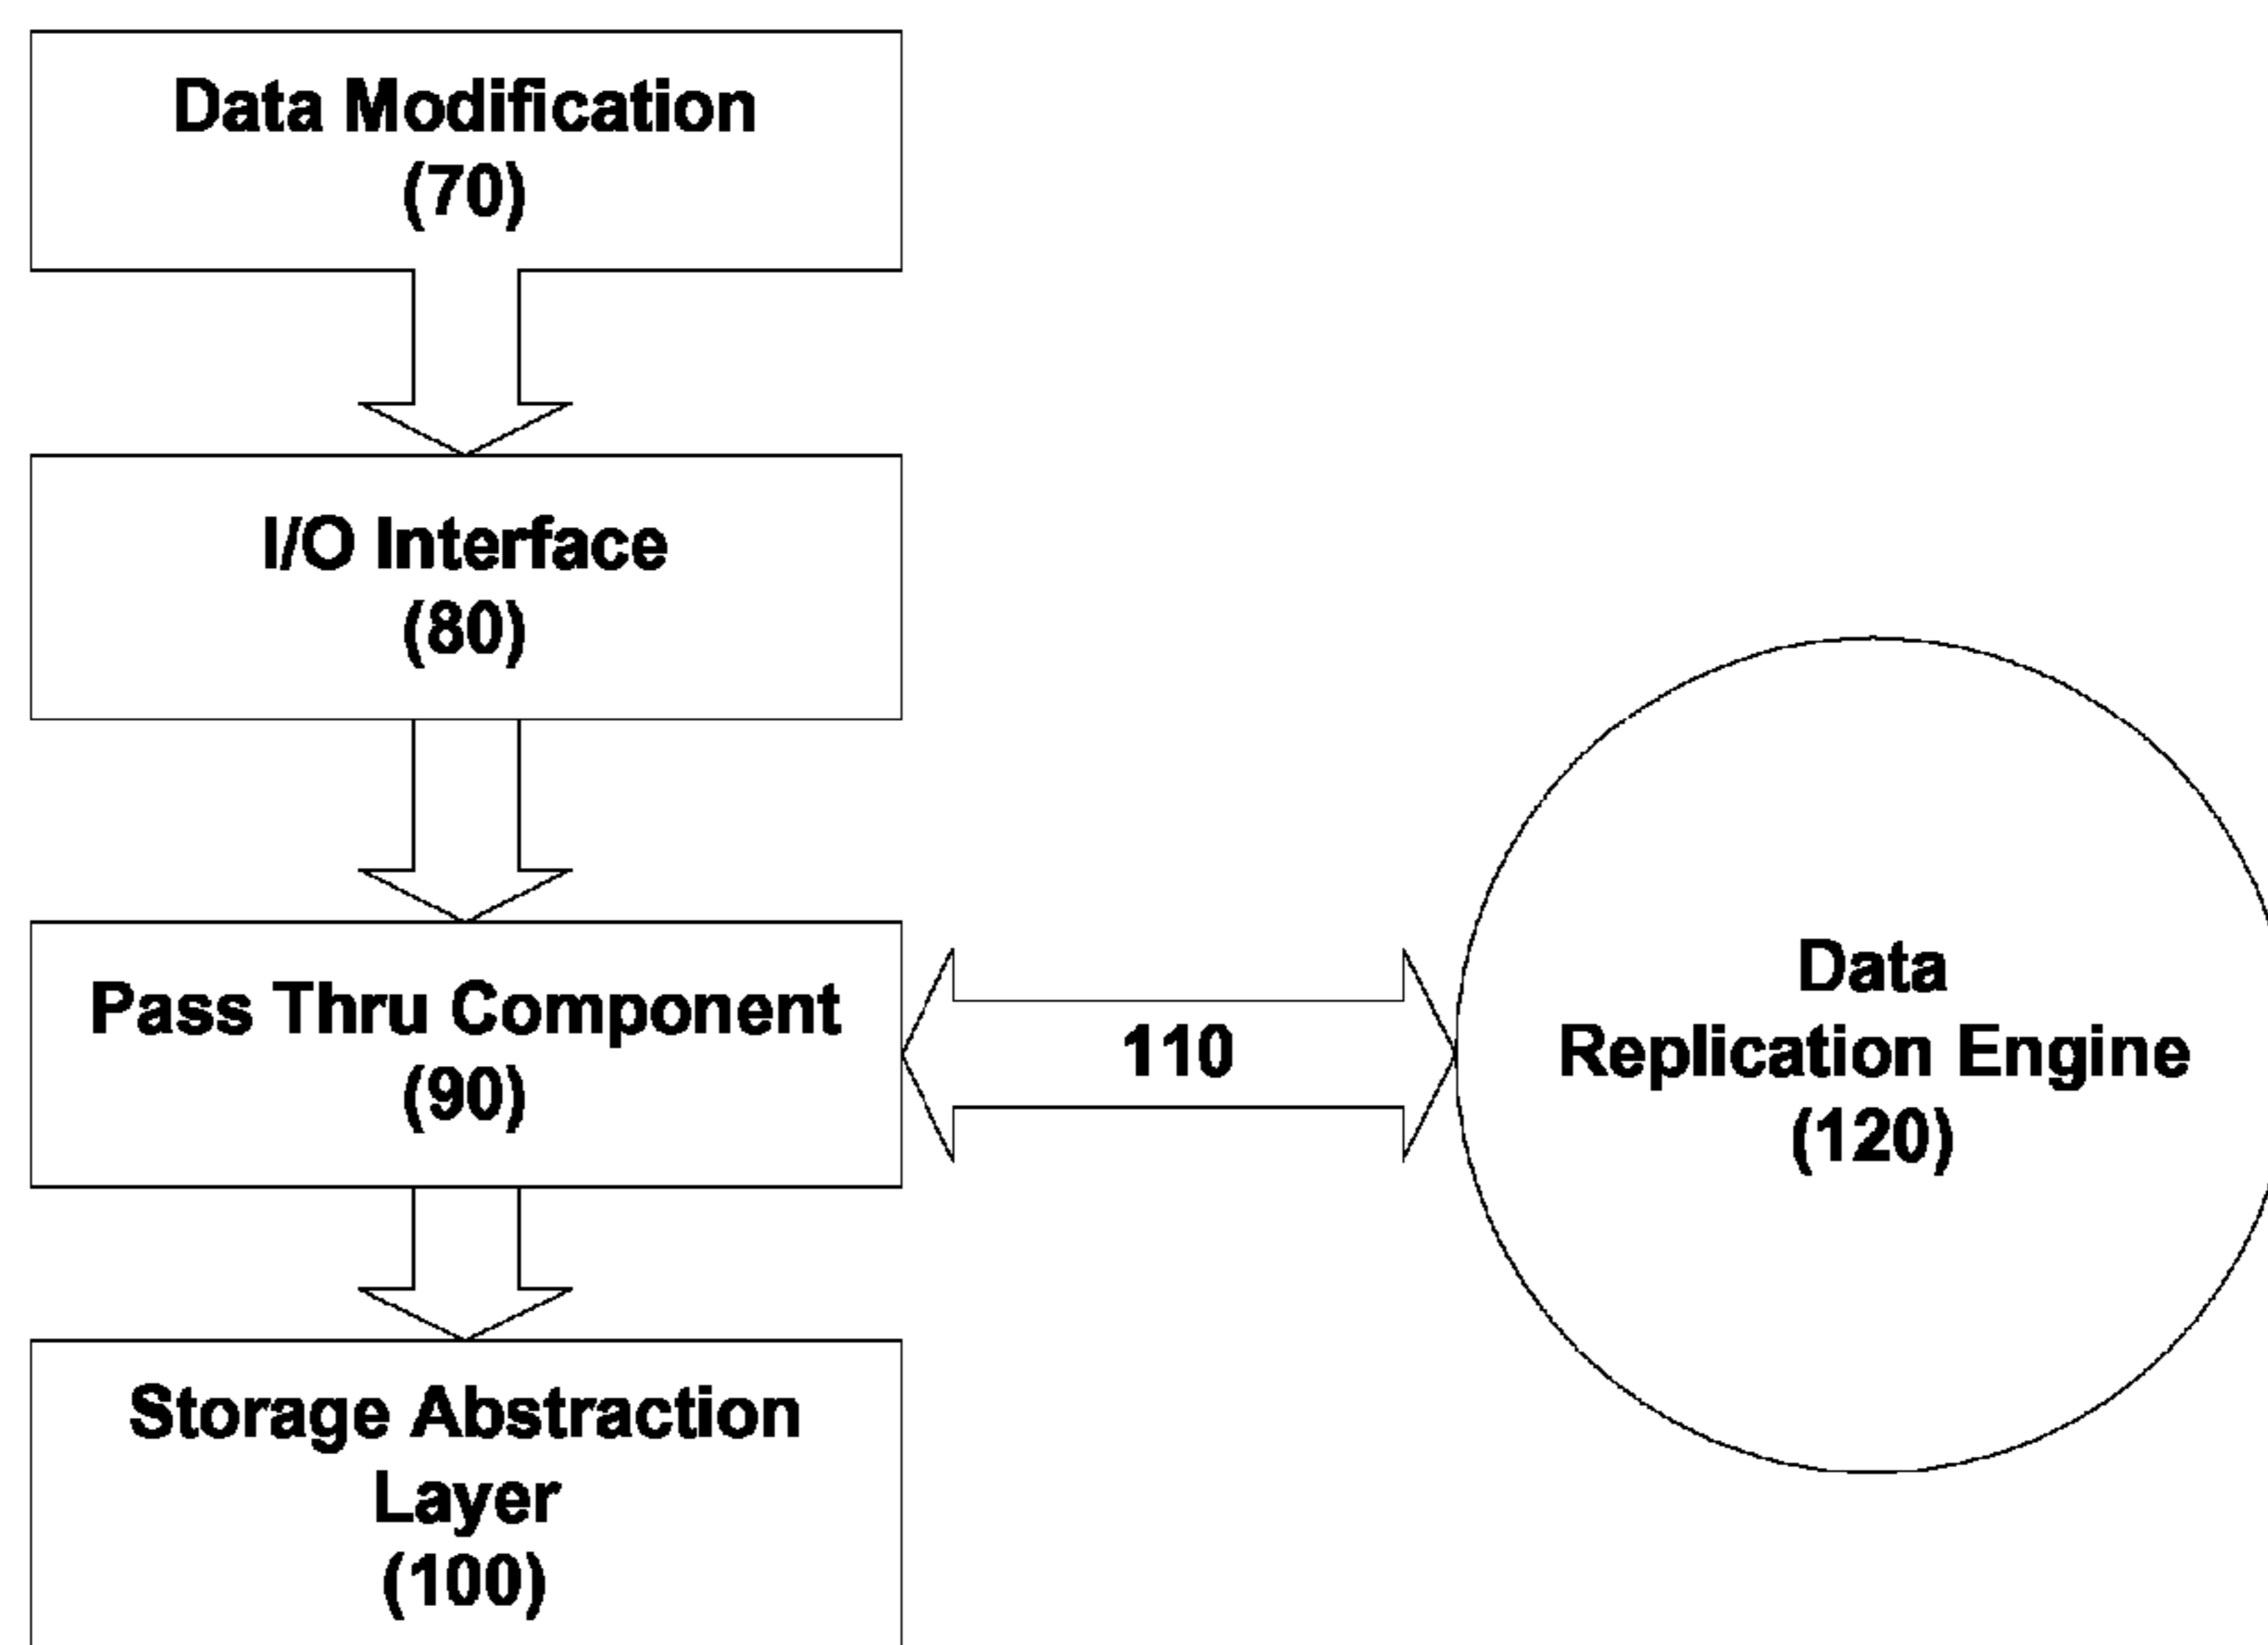 Data Modification
(70)
I/O Interface
(80)
Pass Thru Component
(90)
110
Data
Replication Engine
(120)
Storage Abstraction
Layer
(100)